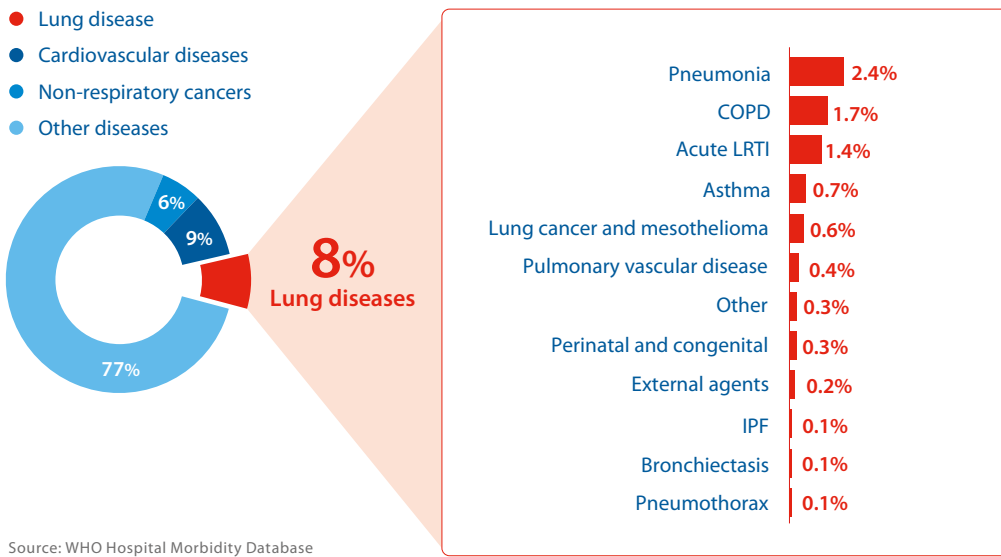 Lung disease
Cardiovascular diseases
Non-respiratory cancers
Other diseases
6%
9%
77%
8%
Lung diseases
Pneumonia 2.4%
COPD 1.7%
Acute LRTI 1.4%
Asthma 0.7%
Lung cancer and mesothelioma 0.6%
Pulmonary vascular disease 0.4%
Other 0.3%
Perinatal and congenital 0.3%
External agents 0.2%
IPF 0.1%
Bronchiectasis 0.1%
Pneumothorax 0.1%
Source: WHO Hospital Morbidity Database